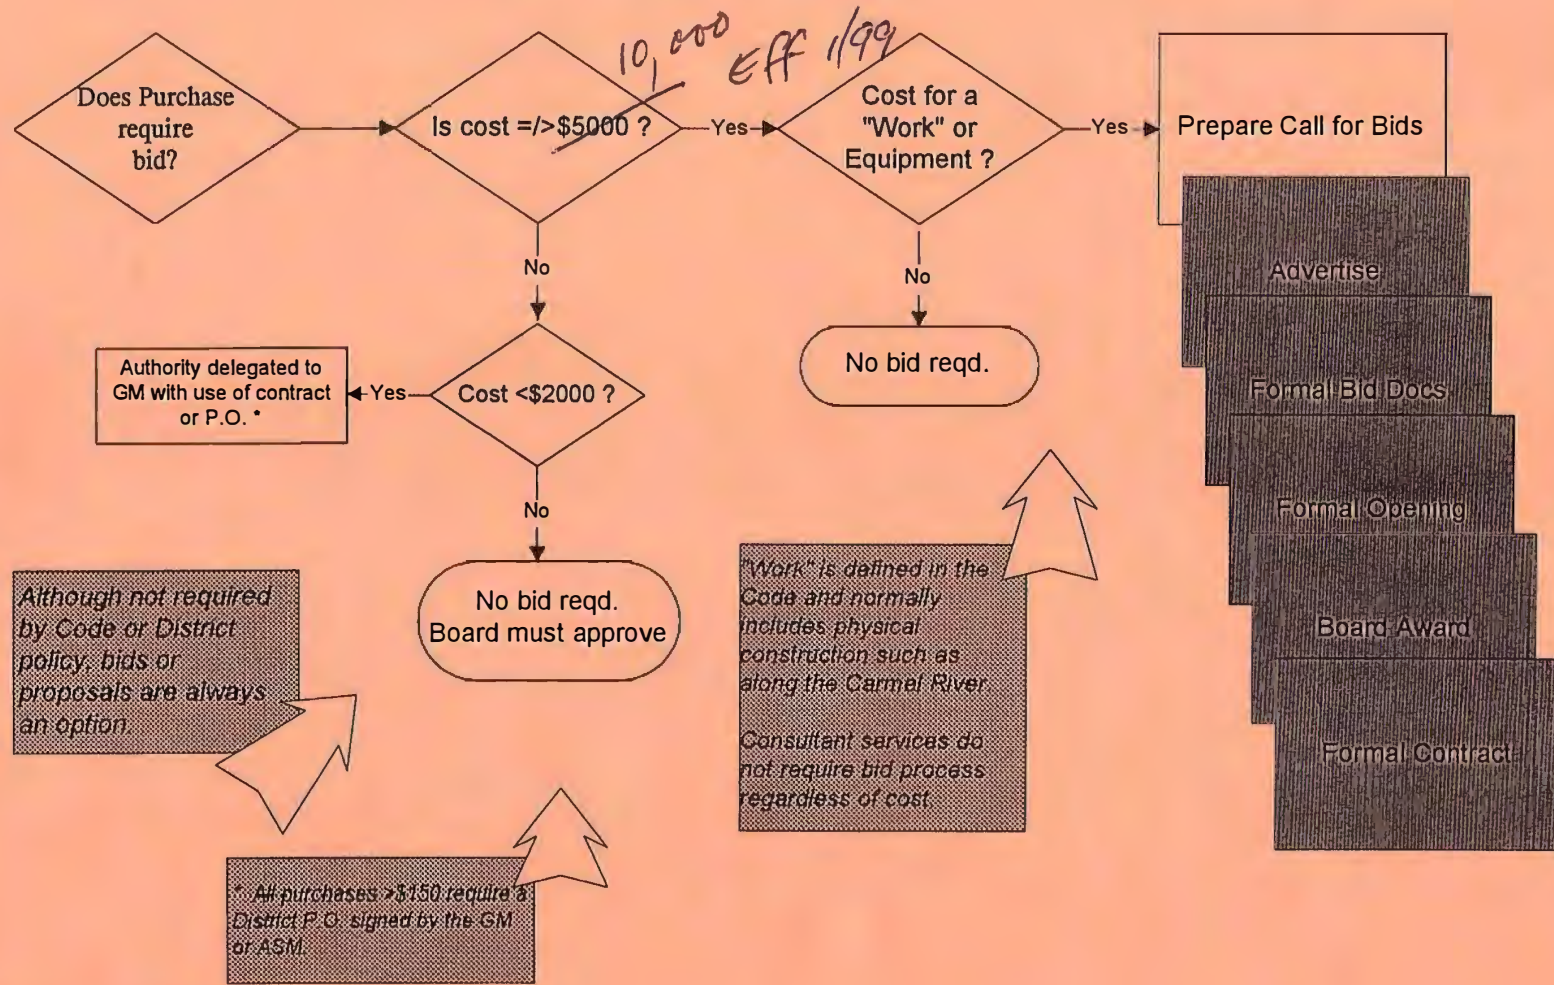 10,000
Eff 1/99
Does Purchase
require
bid?
Is cost =/>$5000 ?
Yes
Cost for a
"Work" or
Equipment ?
Yes
Prepare Call for Bids
No
No
Advertise
No bid reqd.
Authority delegated to
GM with use of contract
or P.O. *
Yes
Cost <$2000 ?
Formal Bid Docs
No
Formal Opening
No bid reqd.
Board must approve
Although not required
by Code or District
policy, bids or
proposals are always
an option.
"Work" is defined in the
Code and normally
includes physical
construction such as
along the Carmel River
Consultant services do
not require bid process
regardless of cost
Board Award
Formal Contract
* All purchases >$150 require a
District P.O. signed by the GM
or ASM.